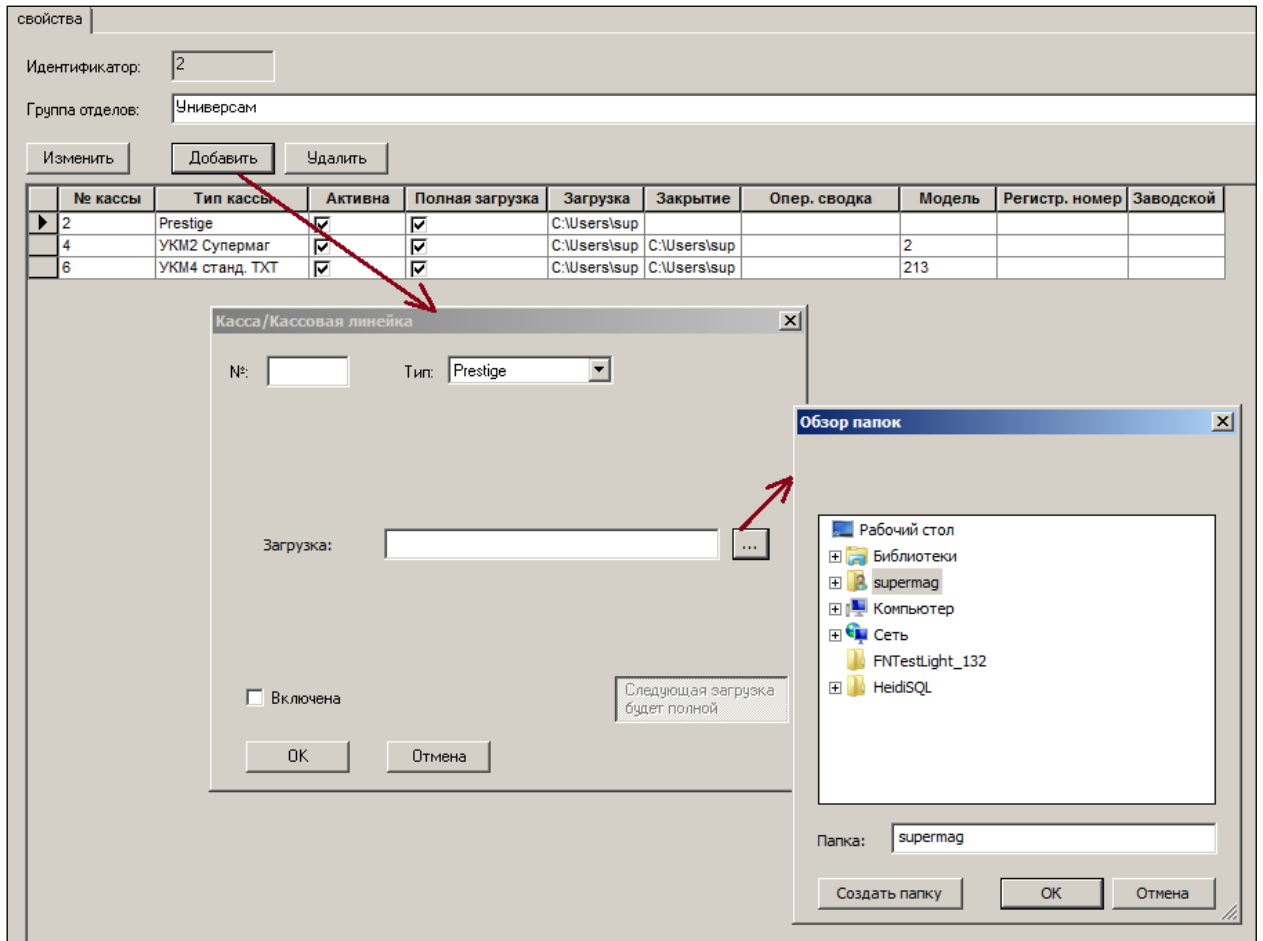 свойства
Идентификатор: 2
Группа отделов: Универсам
Изменить Добавить Удалить
№ кассы Тип кассы Активна Полная загрузка Загрузка Закрытие Опер. сводка Модель Регистр. номер Заводской
2 Prestige C:\Users\sup
4 УКМ2 Супермаг C:\Users\sup C:\Users\sup 2
6 УКМ4 станд. TXT C:\Users\sup C:\Users\sup 213
Касса/Кассовая линейка
№: Тип: Prestige
Загрузка: ...
Включена
Следующая загрузка
будет полной
OK Отмена
Обзор папок
Рабочий стол
Библиотеки
supermag
Компьютер
Сеть
FNTestLight_132
HeidiSQL
Папка: supermag
Создать папку OK Отмена